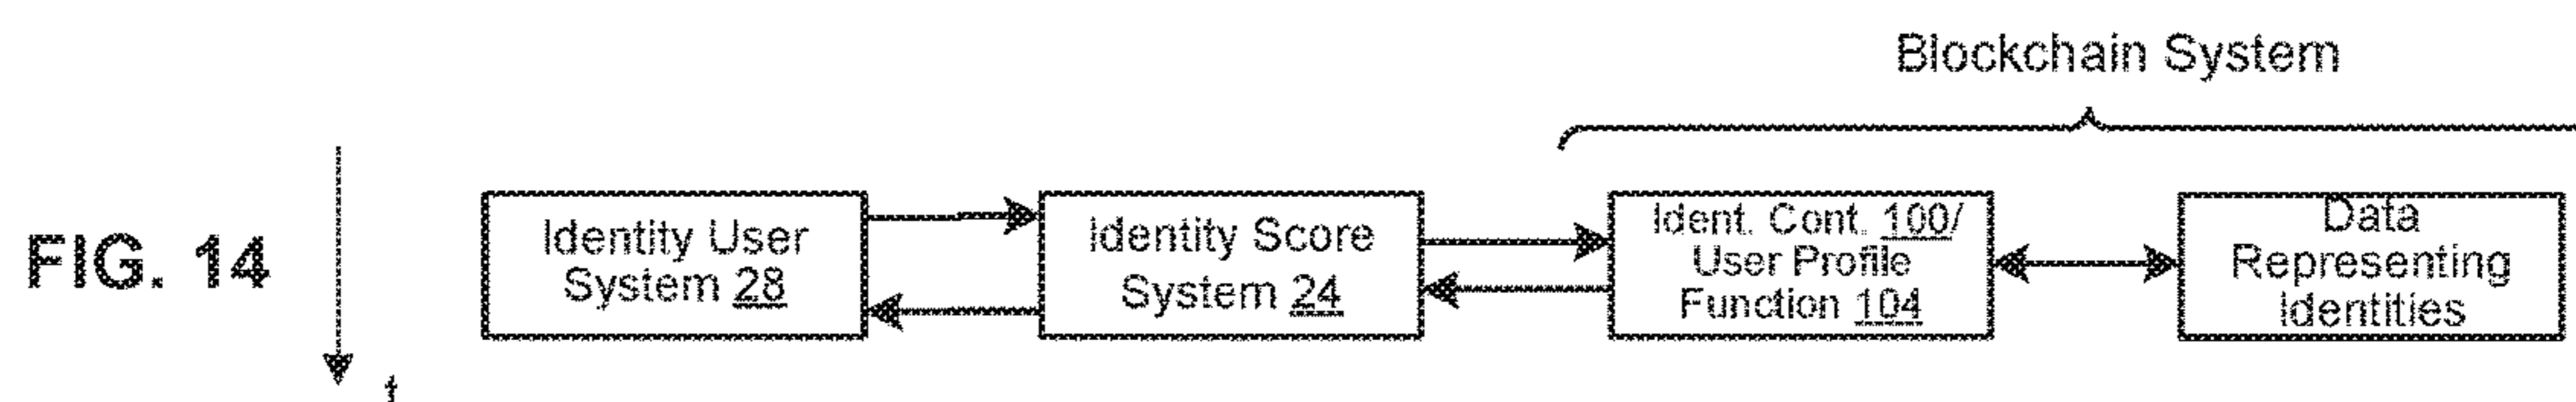 Blockchain System
FIG. 14
Identity User
System 28
Identity Score
System 24
Ident. Cont. 100/
User Profile
Function 104
Data
Representing
Identities
t